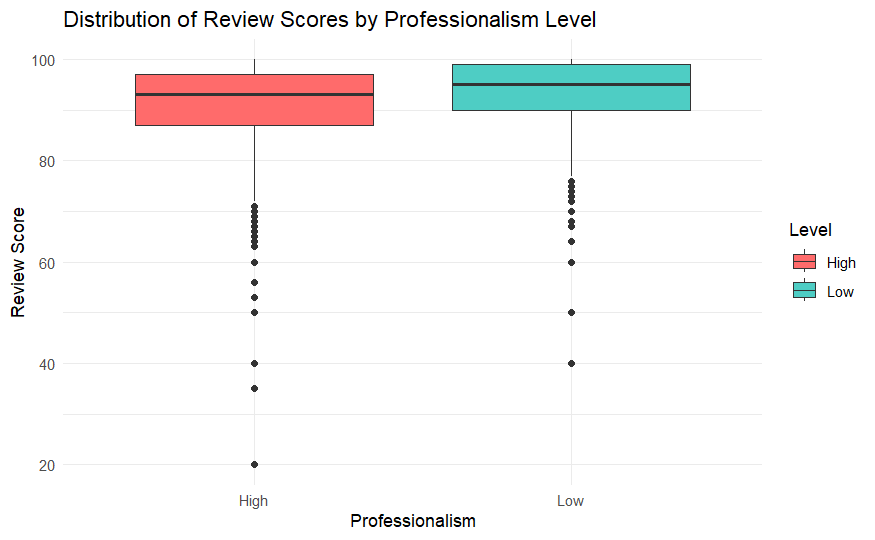 Distribution of Review Scores by Professionalism Level
100
80
60
40
20
Review Score
High
Low
Professionalism
Level
High
Low